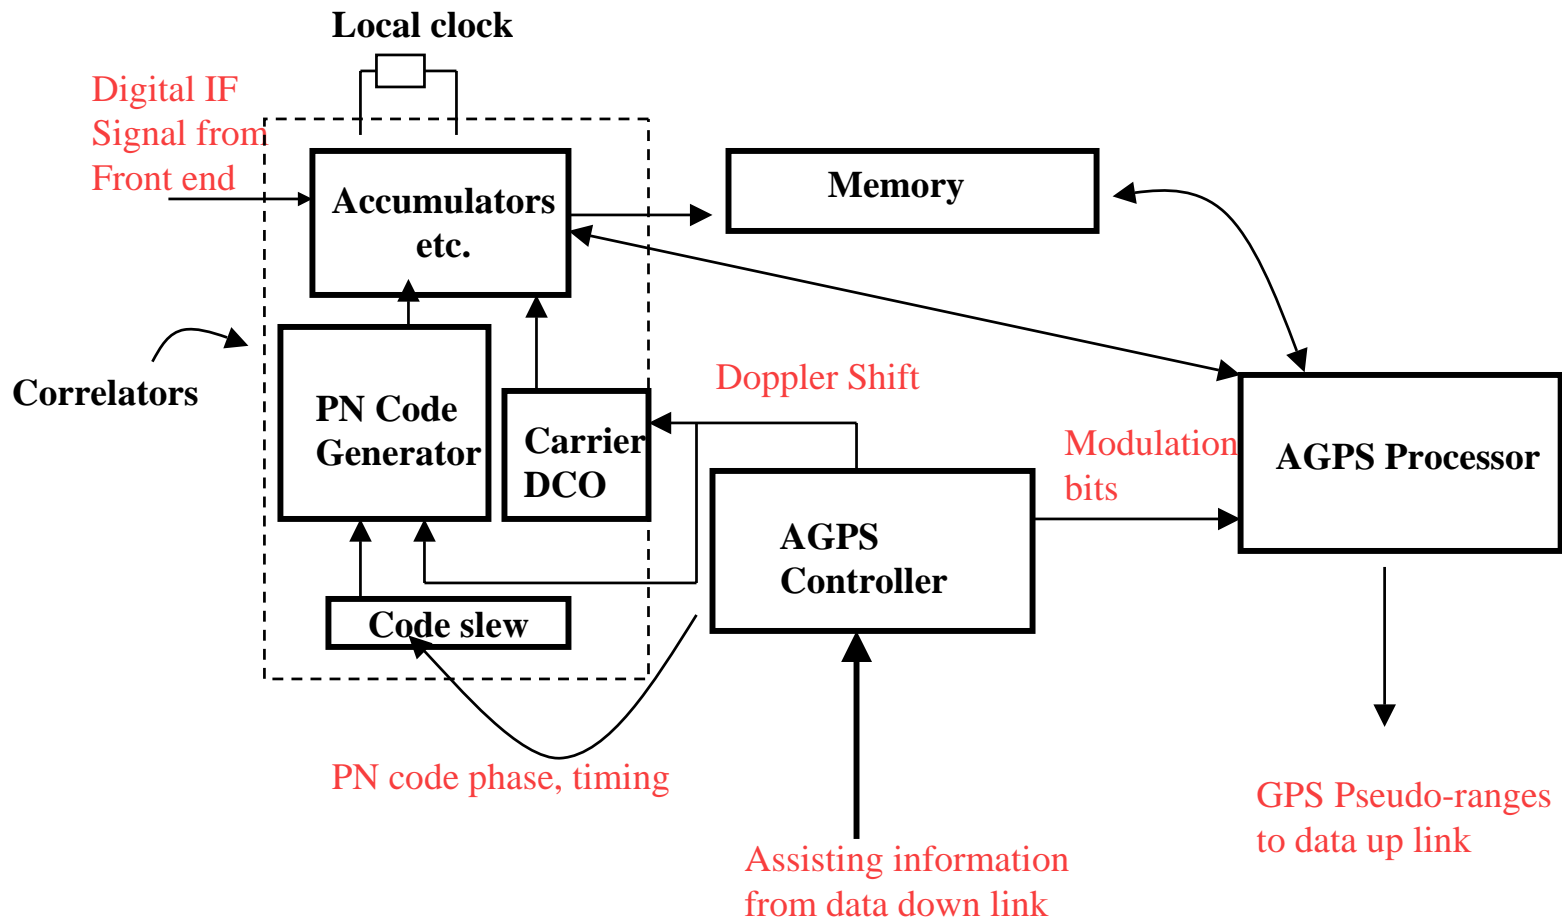 Local clock
Digital IF
Signal from
Front end
Accumulators
etc.
Memory
Correlators
PN Code
Generator
Carrier
DCO
Doppler Shift
Modulation
bits
AGPS Processor
AGPS
Controller
Code slew
PN code phase, timing
GPS Pseudo-ranges
to data up link
Assisting information
from data down link